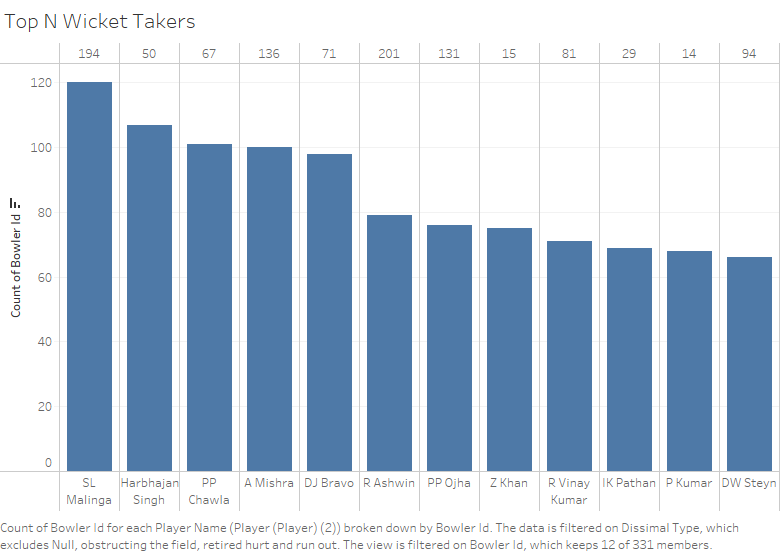 Top N Wicket Takers
194 50 67 136 71 201 131 15 81 29 14 94
120
100
80
60
40
20
0
Count of Bowler Id
SL Malinga
Harbhajan Singh
PP Chawla
A Mishra
DJ Bravo
R Ashwin
PP Ojha
Z Khan
R Vinay Kumar
IK Pathan
P Kumar
DW Steyn
Count of Bowler Id for each Player Name (Player (Player) (2)) broken down by Bowler Id. The data is filtered on Dissimal Type, which
excludes Null, obstructing the field, retired hurt and run out. The view is filtered on Bowler Id, which keeps 12 of 331 members.